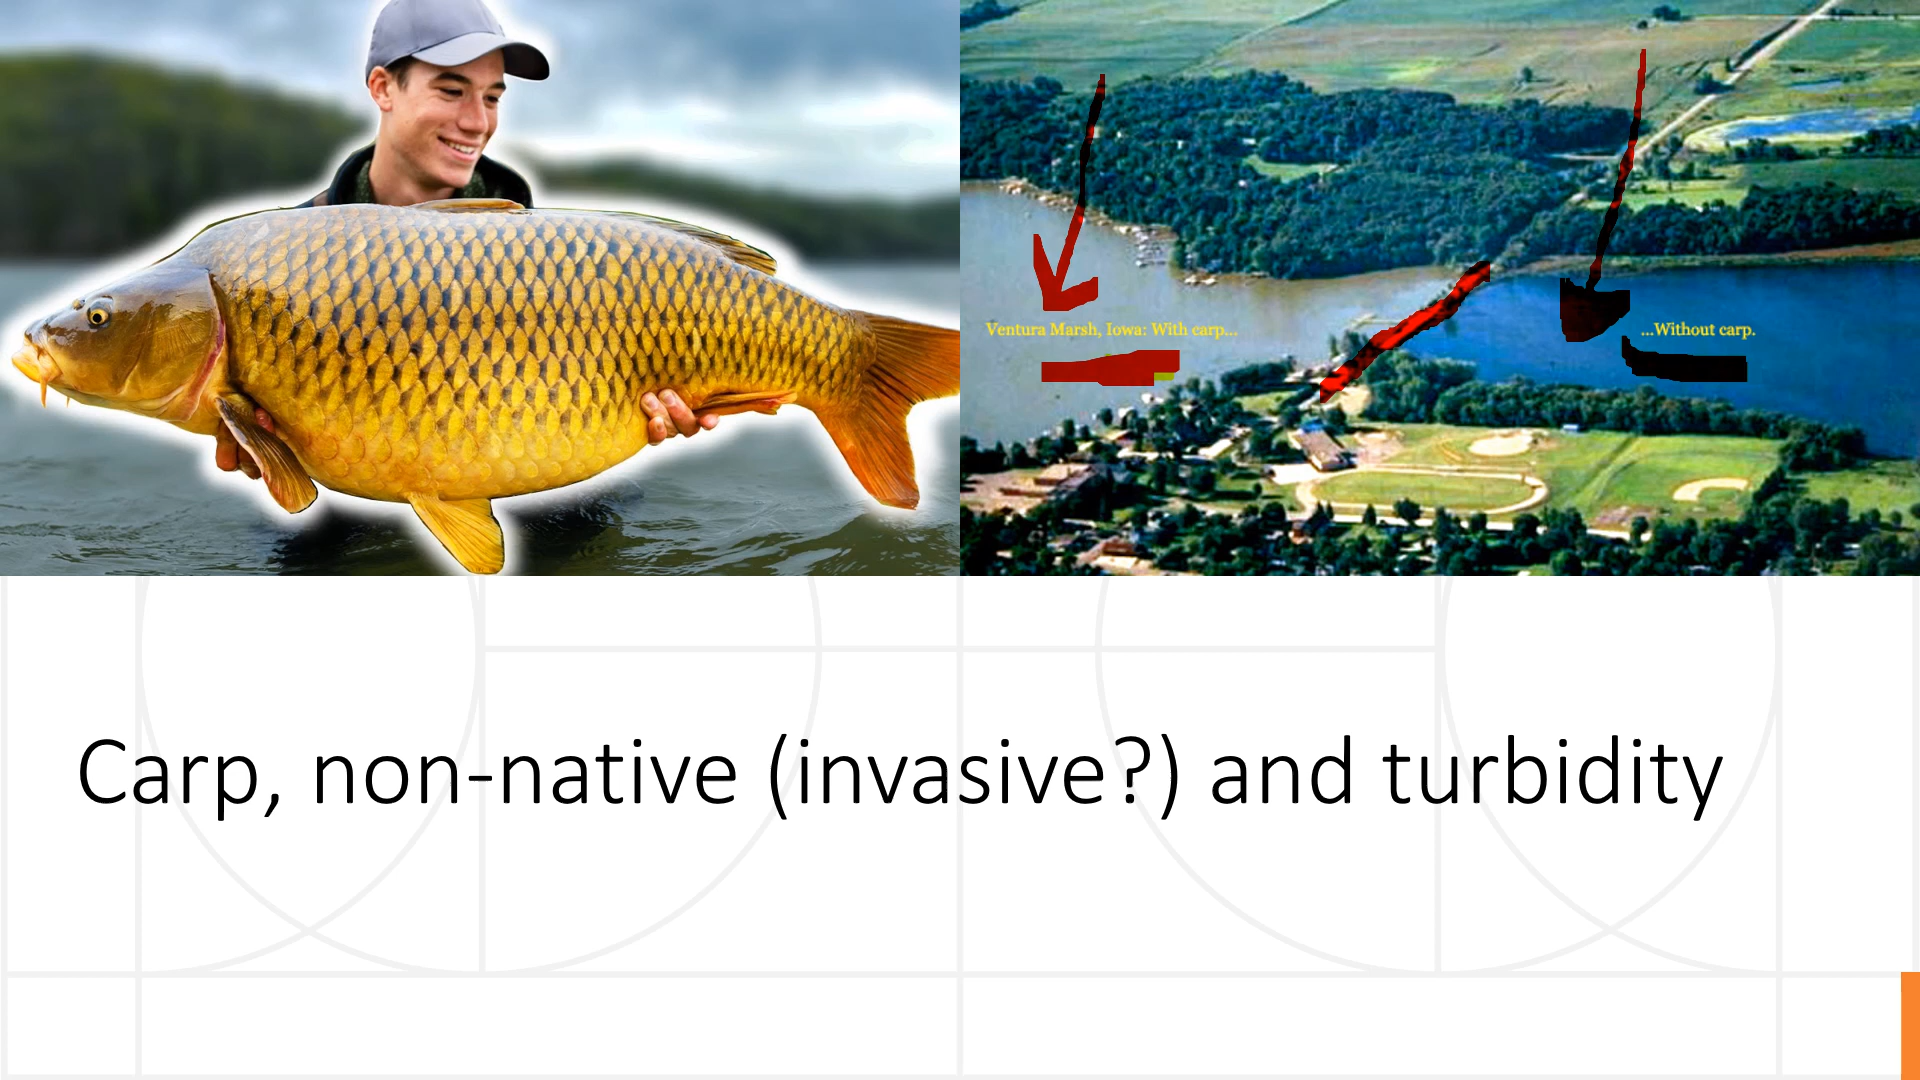 Ventura Marsh, Iowa: With carp...
...Without carp.
Carp, non-native (invasive?) and turbidity